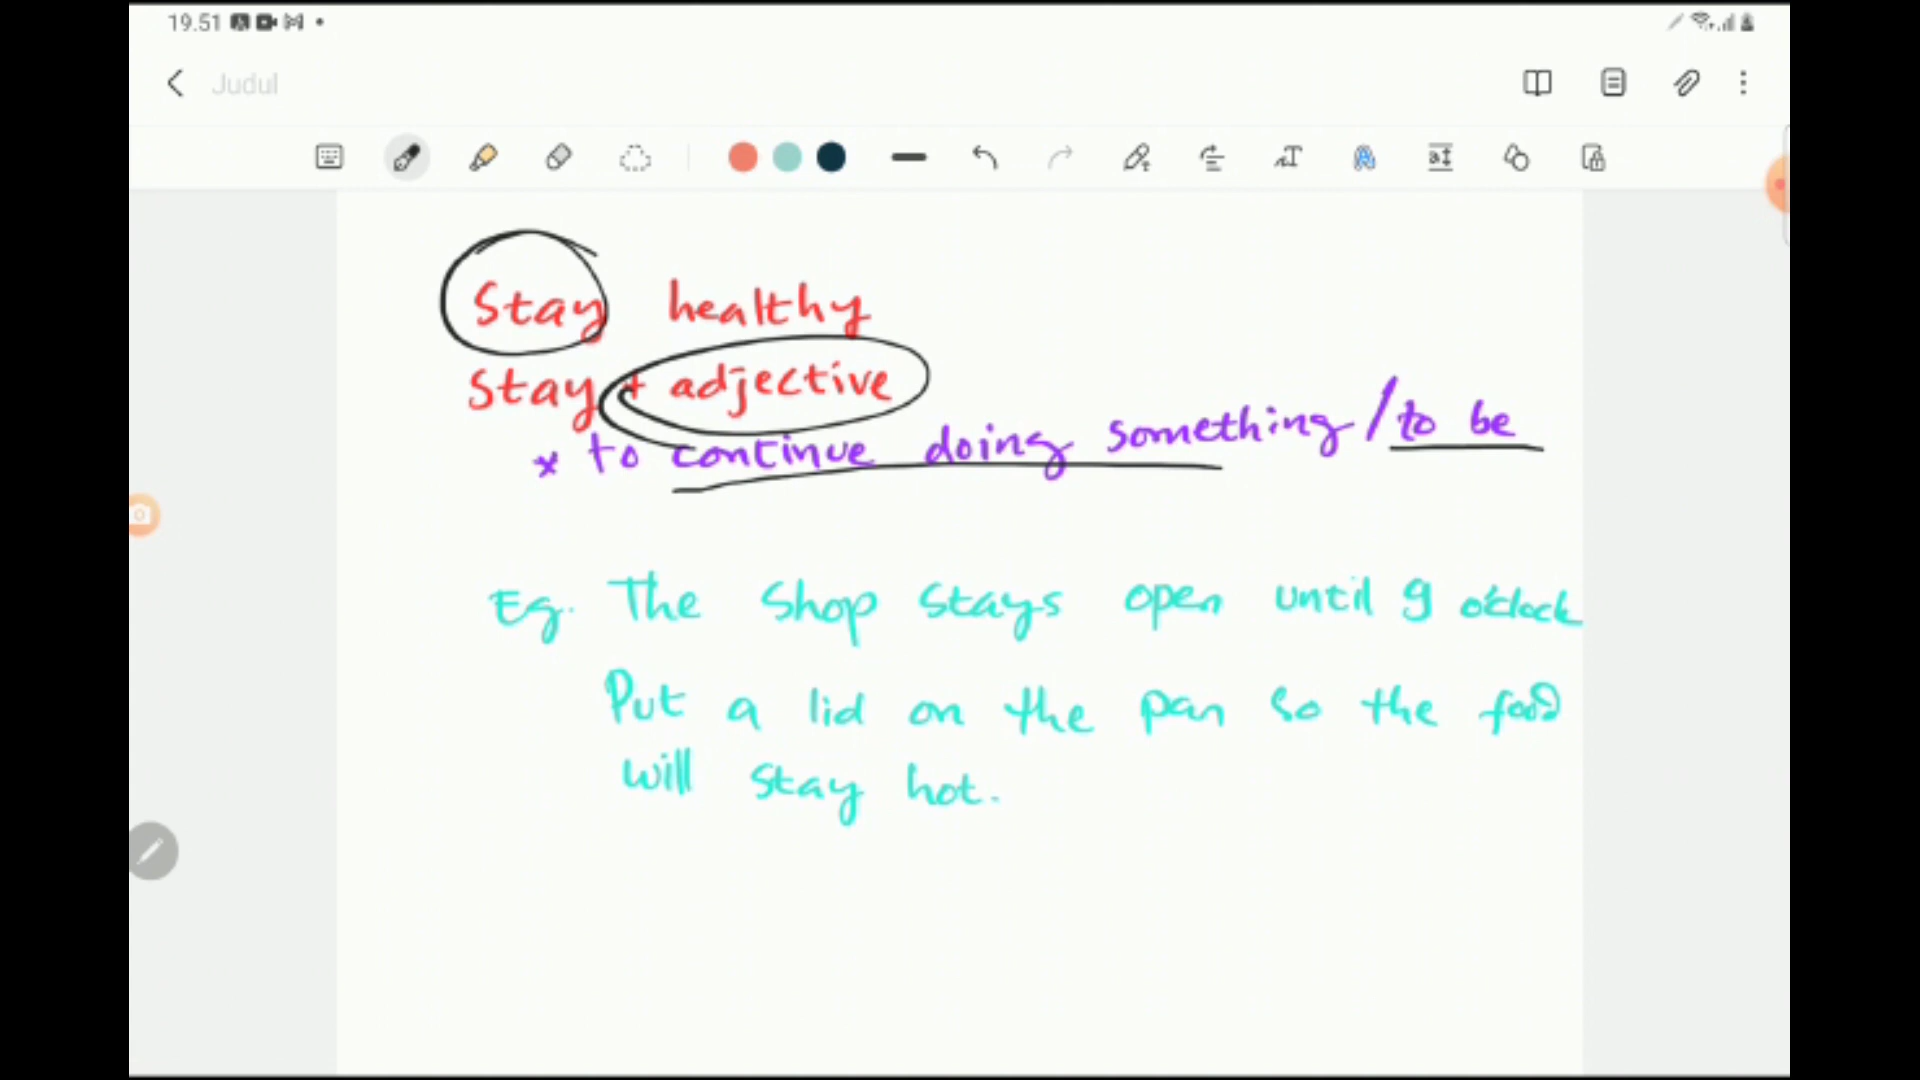 19.51
Judul
Stay healthy
Stay + adjective
* to continue doing something / to be
Eg. The shop stays open until 9 o'clock
Put a lid on the pan so the food
will stay hot.